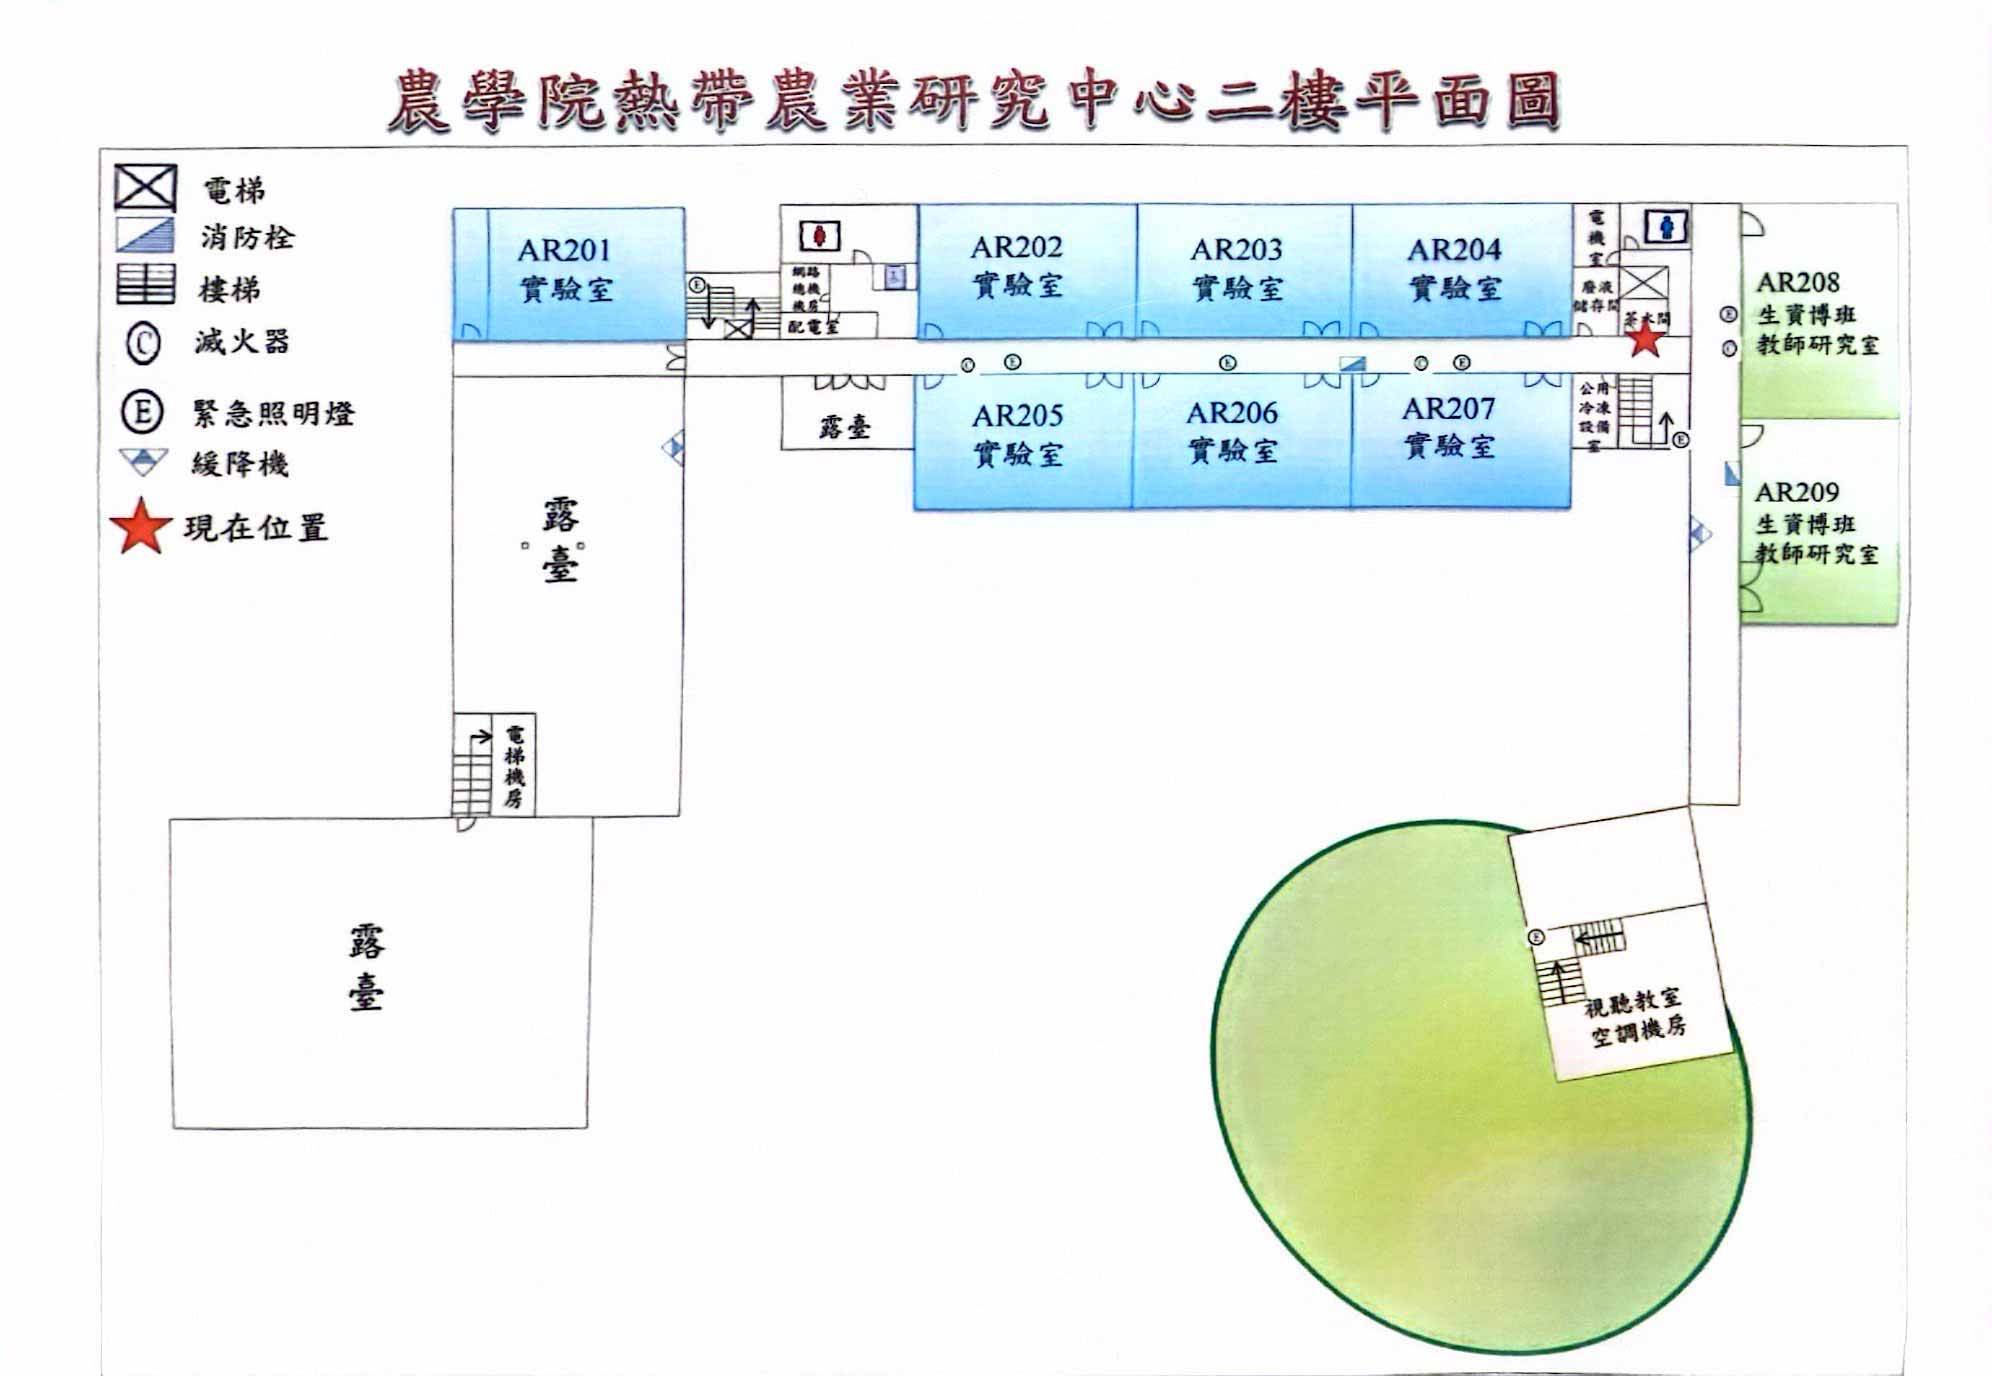 農學院熱帶農業研究中心二樓平面圖
電梯
消防栓
樓梯
C 滅火器
E 緊急照明燈
緩降機
現在位置
AR201
實驗室
E
網路
總機
機房
配電室
AR202
實驗室
AR203
實驗室
AR204
實驗室
電
機
室
廢液
儲存間
茶水間
AR208
生資博班
教師研究室
E
C
C
E
E
C
E
露臺
AR205
實驗室
AR206
實驗室
AR207
實驗室
公用
冷凍
設備
室
E
AR209
生資博班
教師研究室
露
臺
電
梯
機
房
露
臺
E
視聽教室
空調機房